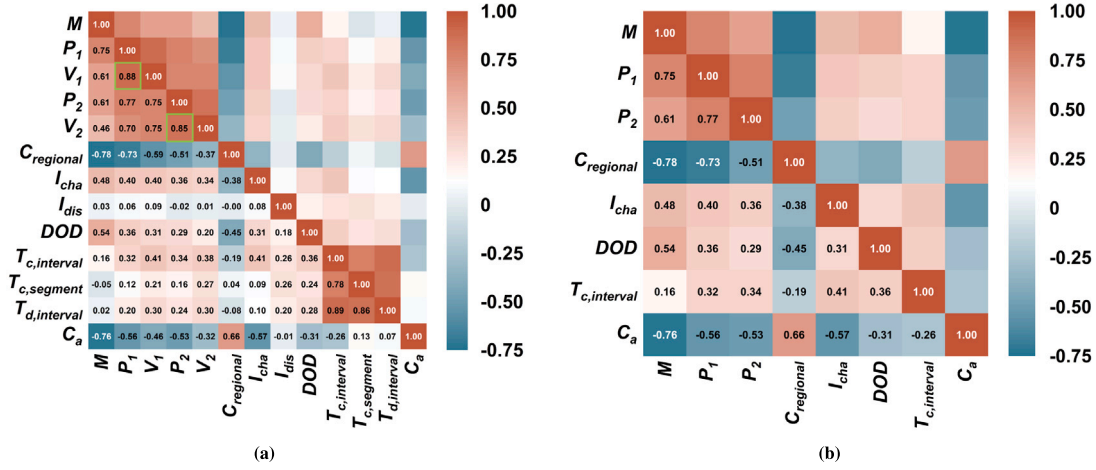 M 1.00
P1 0.75 1.00
V1 0.61 0.88 1.00
P2 0.61 0.77 0.75 1.00
V2 0.46 0.70 0.75 0.85 1.00
Cregional -0.78 -0.73 -0.59 -0.51 -0.37 1.00
Icha 0.48 0.40 0.40 0.36 0.34 -0.38 1.00
Idis 0.03 0.06 0.09 -0.02 0.01 -0.00 0.08 1.00
DOD 0.54 0.36 0.31 0.29 0.20 -0.45 0.31 0.18 1.00
Tc,interval 0.16 0.32 0.41 0.34 0.38 -0.19 0.41 0.26 0.36 1.00
Tc,segment -0.05 0.12 0.21 0.16 0.27 0.04 0.09 0.26 0.24 0.78 1.00
Td,interval 0.02 0.20 0.30 0.24 0.30 -0.08 0.10 0.20 0.28 0.89 0.86 1.00
Ca -0.76 -0.56 -0.46 -0.53 -0.32 0.66 -0.57 -0.01 -0.31 -0.26 0.13 0.07 1.00
M P1 V1 P2 V2 Cregional Icha Idis DOD Tc,interval Tc,segment Td,interval Ca
1.00
0.75
0.50
0.25
0
-0.25
-0.50
-0.75
(a)
M 1.00
P1 0.75 1.00
P2 0.61 0.77 1.00
Cregional -0.78 -0.73 -0.51 1.00
Icha 0.48 0.40 0.36 -0.38 1.00
DOD 0.54 0.36 0.29 -0.45 0.31 1.00
Tc,interval 0.16 0.32 0.34 -0.19 0.41 0.36 1.00
Ca -0.76 -0.56 -0.53 0.66 -0.57 -0.31 -0.26 1.00
M P1 P2 Cregional Icha DOD Tc,interval Ca
1.00
0.75
0.50
0.25
0
-0.25
-0.50
-0.75
(b)